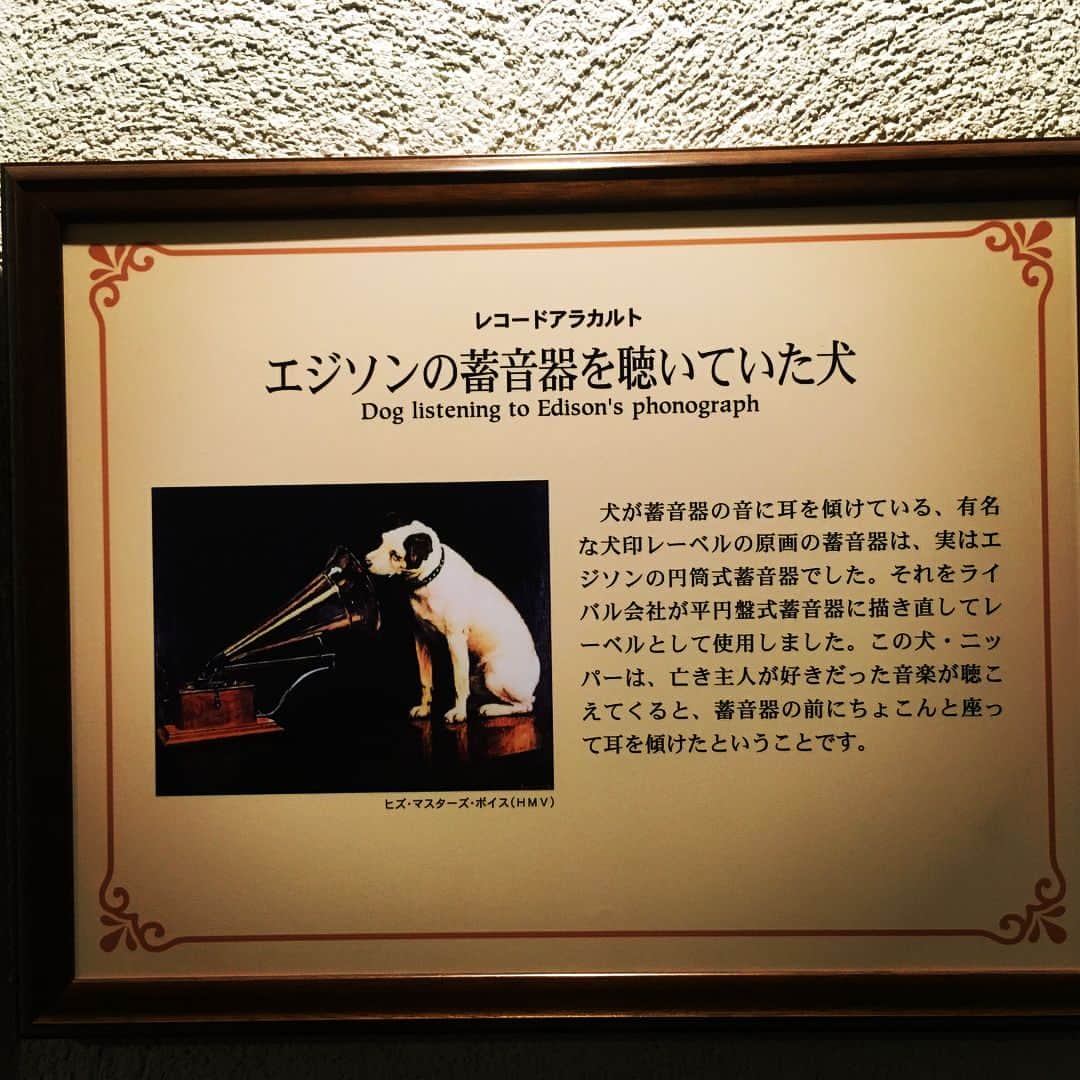 レコードアラカルト
エジソンの蓄音器を聴いていた犬
Dog listening to Edison's phonograph
犬が蓄音器の音に耳を傾けている、有名
な犬印レーベルの原画の蓄音器は、実はエ
ジソンの円筒式蓄音器でした。それをライ
バル会社が平円盤式蓄音器に描き直してレ
ーベルとして使用しました。この犬・ニッ
パーは、亡き主人が好きだった音楽が聴こ
えてくると、蓄音器の前にちょこんと座っ
て耳を傾けたということです。
ヒズ・マスターズ・ボイス(HMV)